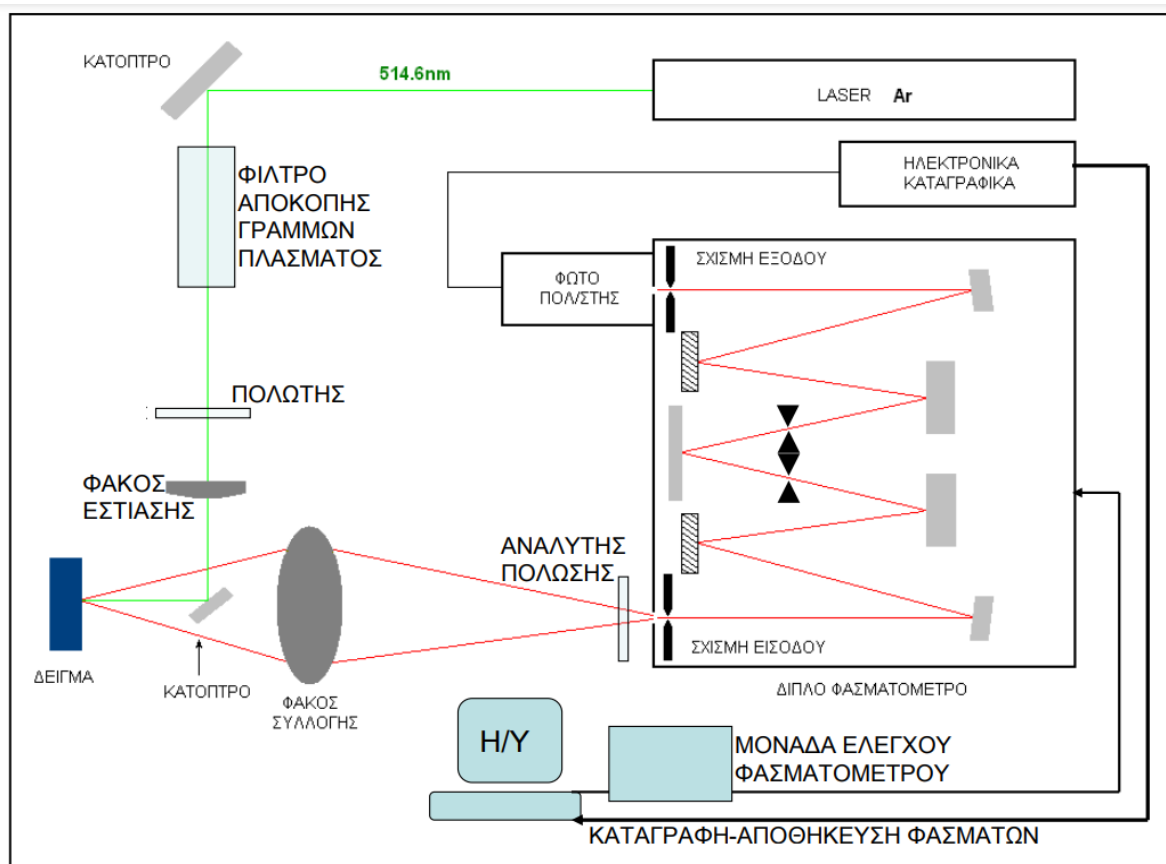 ΚΑΤΟΠΤΡΟ
514.6nm
LASER Ar
ΗΛΕΚΤΡΟΝΙΚΑ
ΚΑΤΑΓΡΑΦΙΚΑ
ΦΙΛΤΡΟ
ΑΠΟΚΟΠΗΣ
ΓΡΑΜΜΩΝ
ΠΛΑΣΜΑΤΟΣ
ΣΧΙΣΜΗ ΕΞΟΔΟΥ
ΦΩΤΟ
ΠΟΛ/ΣΤΗΣ
ΠΟΛΩΤΗΣ
ΦΑΚΟΣ
ΕΣΤΙΑΣΗΣ
ΑΝΑΛΥΤΗΣ
ΠΟΛΩΣΗΣ
ΣΧΙΣΜΗ ΕΙΣΟΔΟΥ
ΔΕΙΓΜΑ
ΚΑΤΟΠΤΡΟ
ΦΑΚΟΣ
ΣΥΛΛΟΓΗΣ
ΔΙΠΛΟ ΦΑΣΜΑΤΟΜΕΤΡΟ
Η/Υ
ΜΟΝΑΔΑ ΕΛΕΓΧΟΥ
ΦΑΣΜΑΤΟΜΕΤΡΟΥ
ΚΑΤΑΓΡΑΦΗ-ΑΠΟΘΗΚΕΥΣΗ ΦΑΣΜΑΤΩΝ